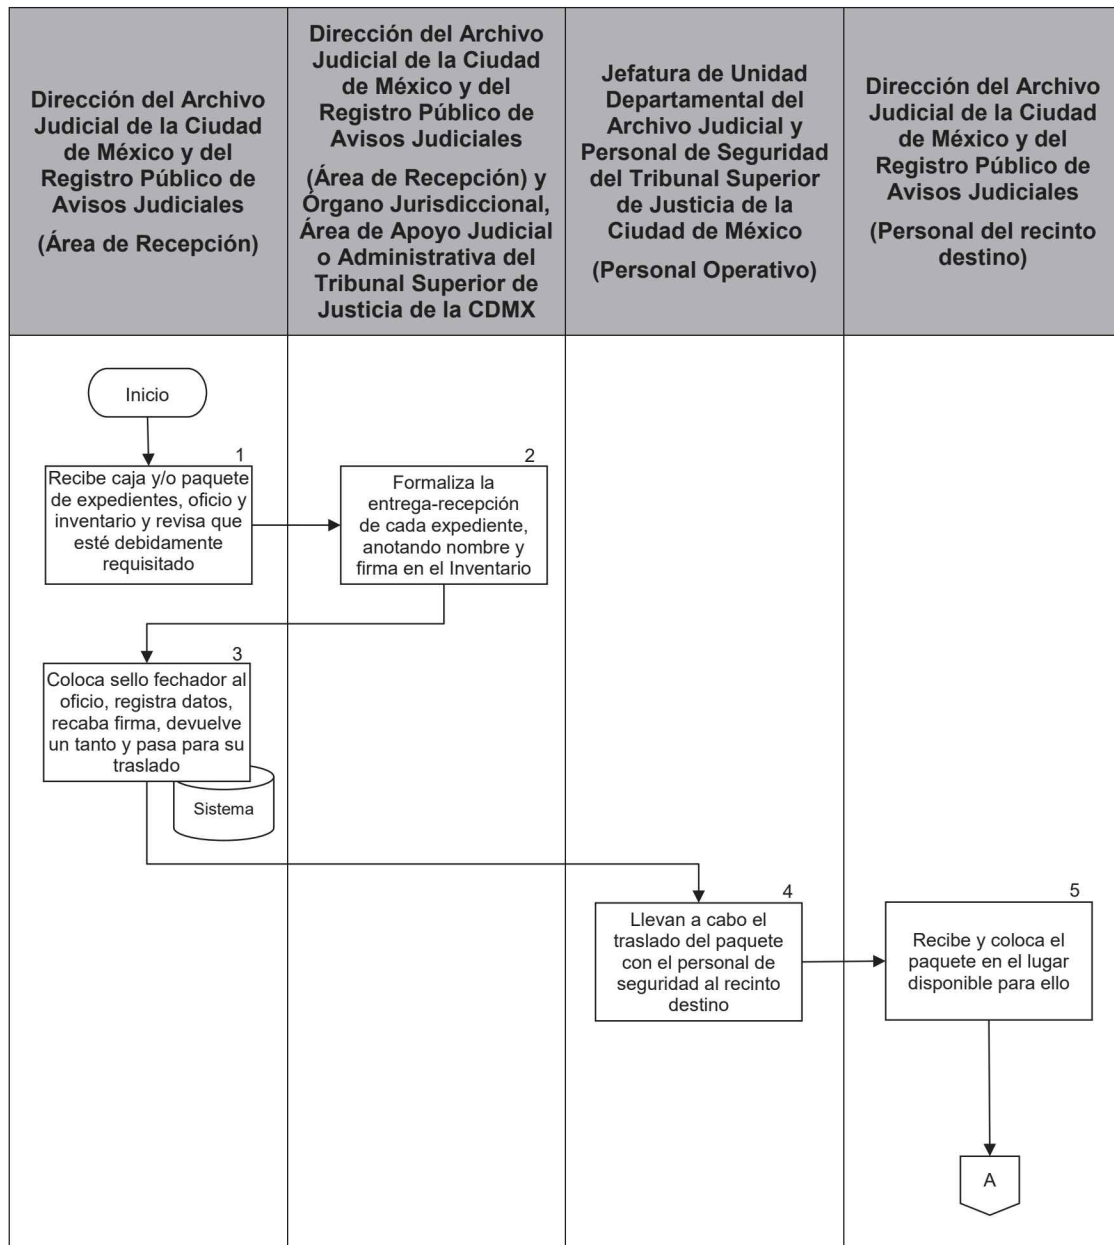 Dirección del Archivo
Judicial de la Ciudad
de México y del
Registro Público de
Avisos Judiciales
(Área de Recepción)
Dirección del Archivo
Judicial de la Ciudad
de México y del
Registro Público de
Avisos Judiciales
(Área de Recepción) y
Órgano Jurisdiccional,
Área de Apoyo Judicial
o Administrativa del
Tribunal Superior de
Justicia de la CDMX
Jefatura de Unidad
Departamental del
Archivo Judicial y
Personal de Seguridad
del Tribunal Superior
de Justicia de la
Ciudad de México
(Personal Operativo)
Dirección del Archivo
Judicial de la Ciudad
de México y del
Registro Público de
Avisos Judiciales
(Personal del recinto
destino)
Inicio
1
Recibe caja y/o paquete
de expedientes, oficio y
inventario y revisa que
esté debidamente
requisitado
2
Formaliza la
entrega-recepción
de cada expediente,
anotando nombre y
firma en el Inventario
3
Coloca sello fechador al
oficio, registra datos,
recaba firma, devuelve
un tanto y pasa para su
traslado
Sistema
4
Llevan a cabo el
traslado del paquete
con el personal de
seguridad al recinto
destino
5
Recibe y coloca el
paquete en el lugar
disponible para ello
A